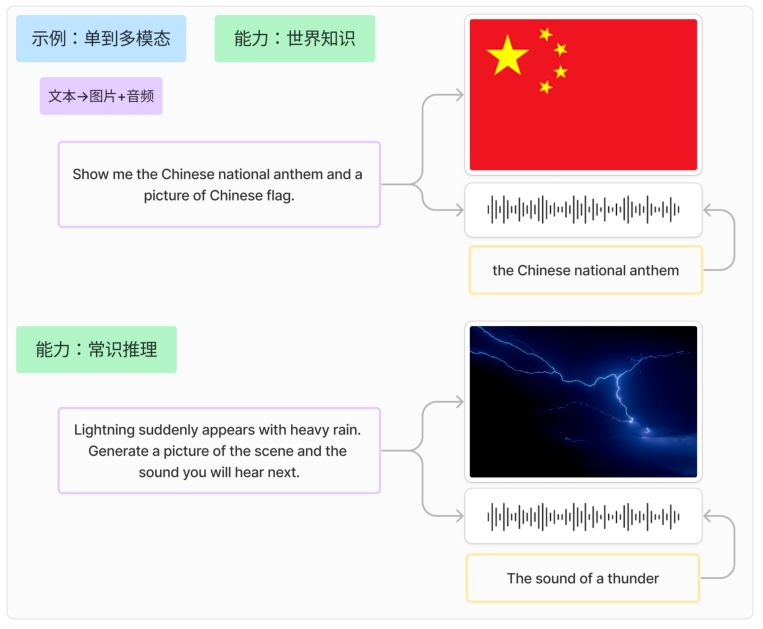 示例：单到多模态
能力：世界知识
文本→图片+音频
Show me the Chinese national anthem and a
picture of Chinese flag.
the Chinese national anthem
能力：常识推理
Lightning suddenly appears with heavy rain.
Generate a picture of the scene and the
sound you will hear next.
The sound of a thunder